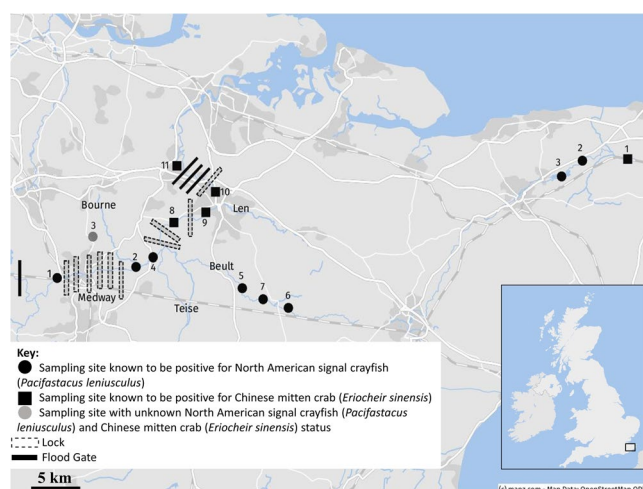 1
2
3
11
10
Bourne
8
Len
9
3
2
4
Beult
1
5
7
6
Medway
Teise
Key:
Sampling site known to be positive for North American signal crayfish
(Pacifastacus leniusculus)
Sampling site known to be positive for Chinese mitten crab (Eriocheir sinensis)
Sampling site with unknown North American signal crayfish (Pacifastacus
leniusculus) and Chinese mitten crab (Eriocheir sinensis) status
Lock
Flood Gate
5 km
Map Data: OpenStreetMap